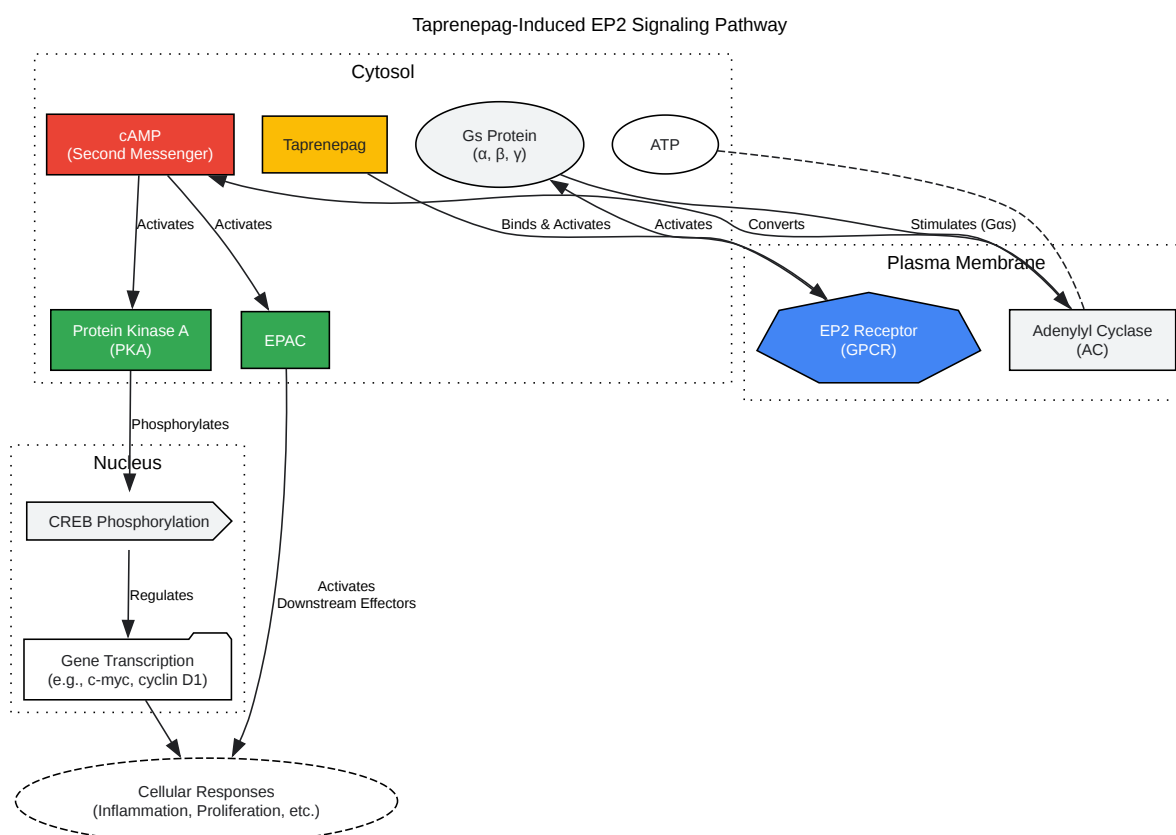 Taprenepag-Induced EP2 Signaling Pathway
Cytosol
cAMP
(Second Messenger)
Taprenepag
Gs Protein
(α, β, γ)
ATP
Activates
Activates
Binds & Activates
Activates
Converts
Stimulates (Gαs)
Plasma Membrane
Protein Kinase A
(PKA)
EPAC
EP2 Receptor
(GPCR)
Adenylyl Cyclase
(AC)
Phosphorylates
Nucleus
CREB Phosphorylation
Regulates
Activates
Downstream Effectors
Gene Transcription
(e.g., c-myc, cyclin D1)
Cellular Responses
(Inflammation, Proliferation, etc.)